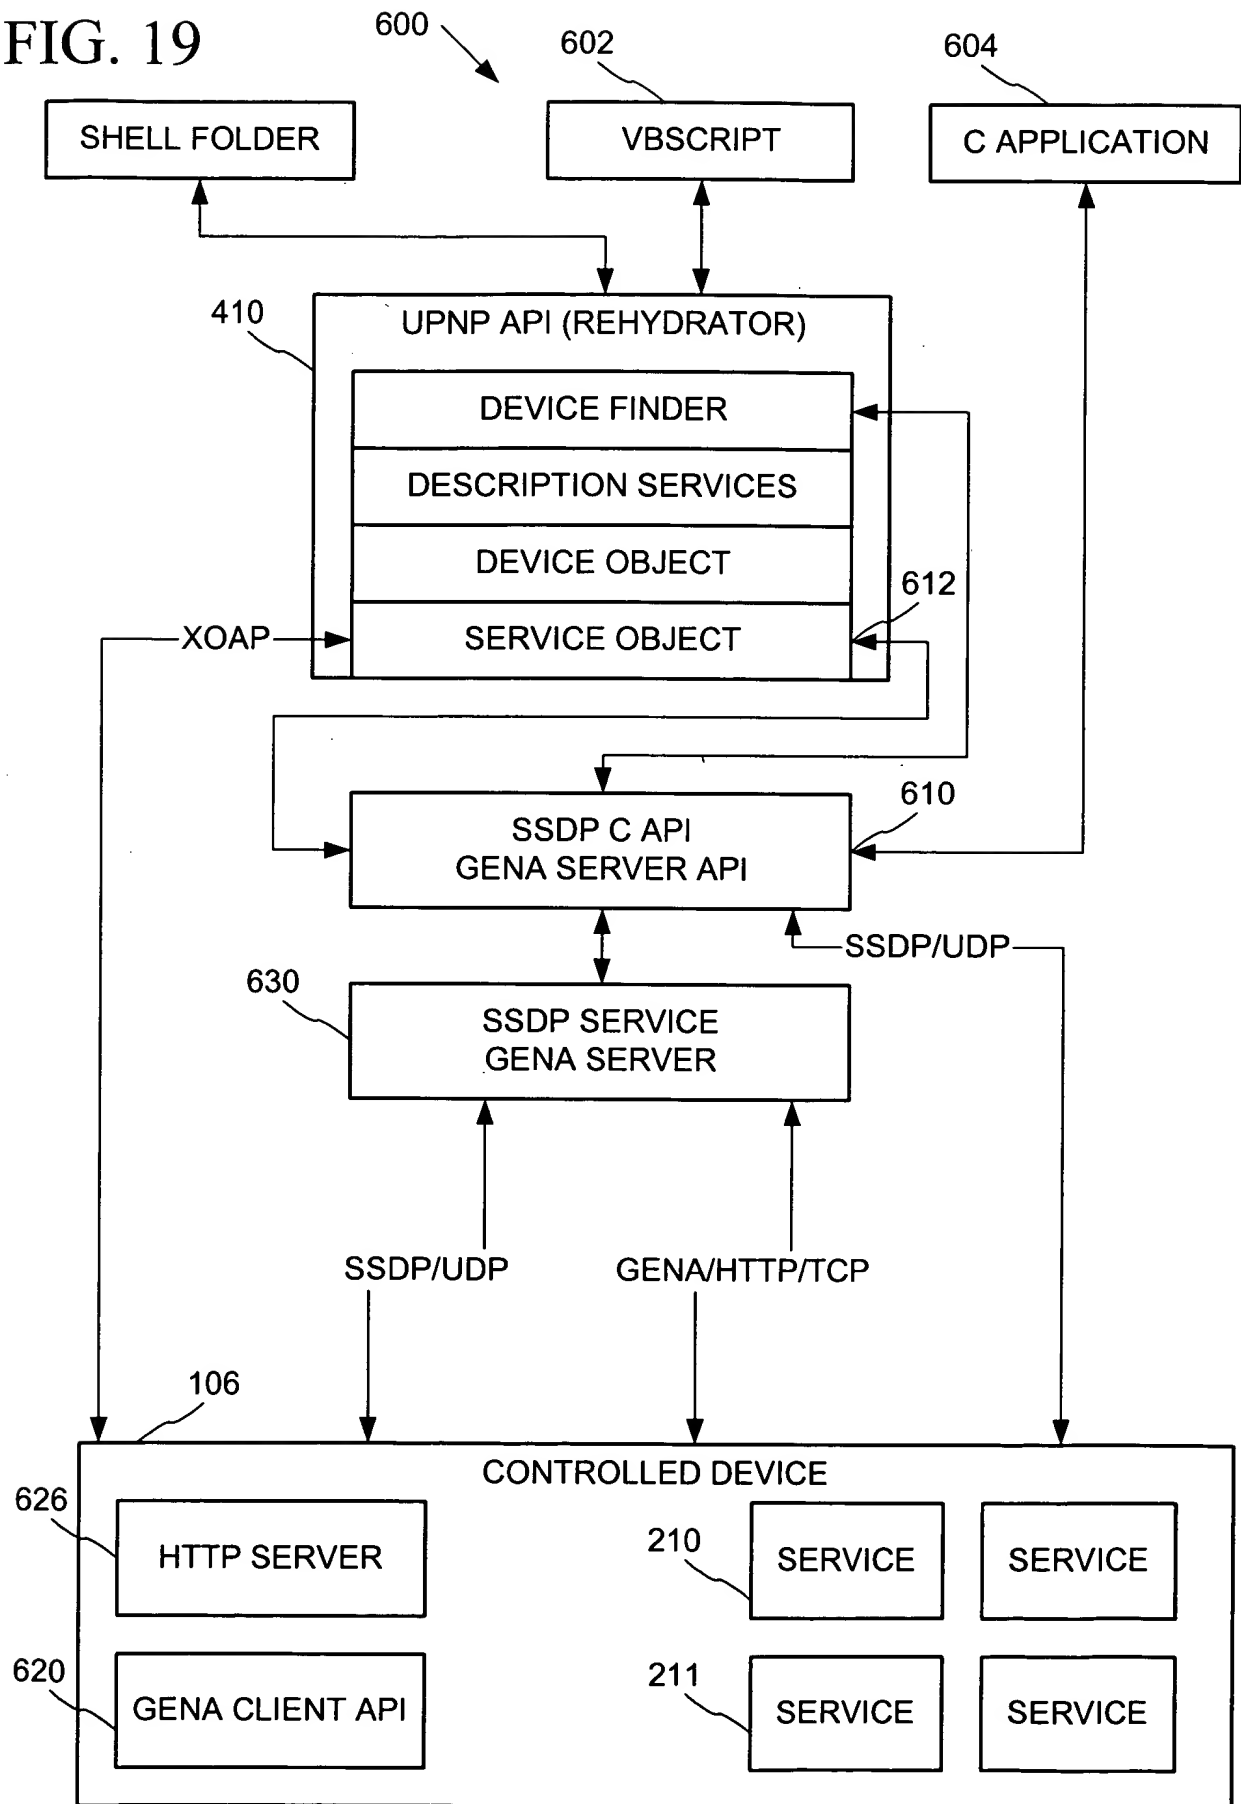 FIG. 19
600
602
604
SHELL FOLDER
VBSCRIPT
C APPLICATION
410
UPNP API (REHYDRATOR)
DEVICE FINDER
DESCRIPTION SERVICES
DEVICE OBJECT
612
XOAP
SERVICE OBJECT
610
SSDP C API
GENA SERVER API
SSDP/UDP
630
SSDP SERVICE
GENA SERVER
SSDP/UDP
GENA/HTTP/TCP
106
CONTROLLED DEVICE
626
HTTP SERVER
210
SERVICE
SERVICE
620
GENA CLIENT API
211
SERVICE
SERVICE